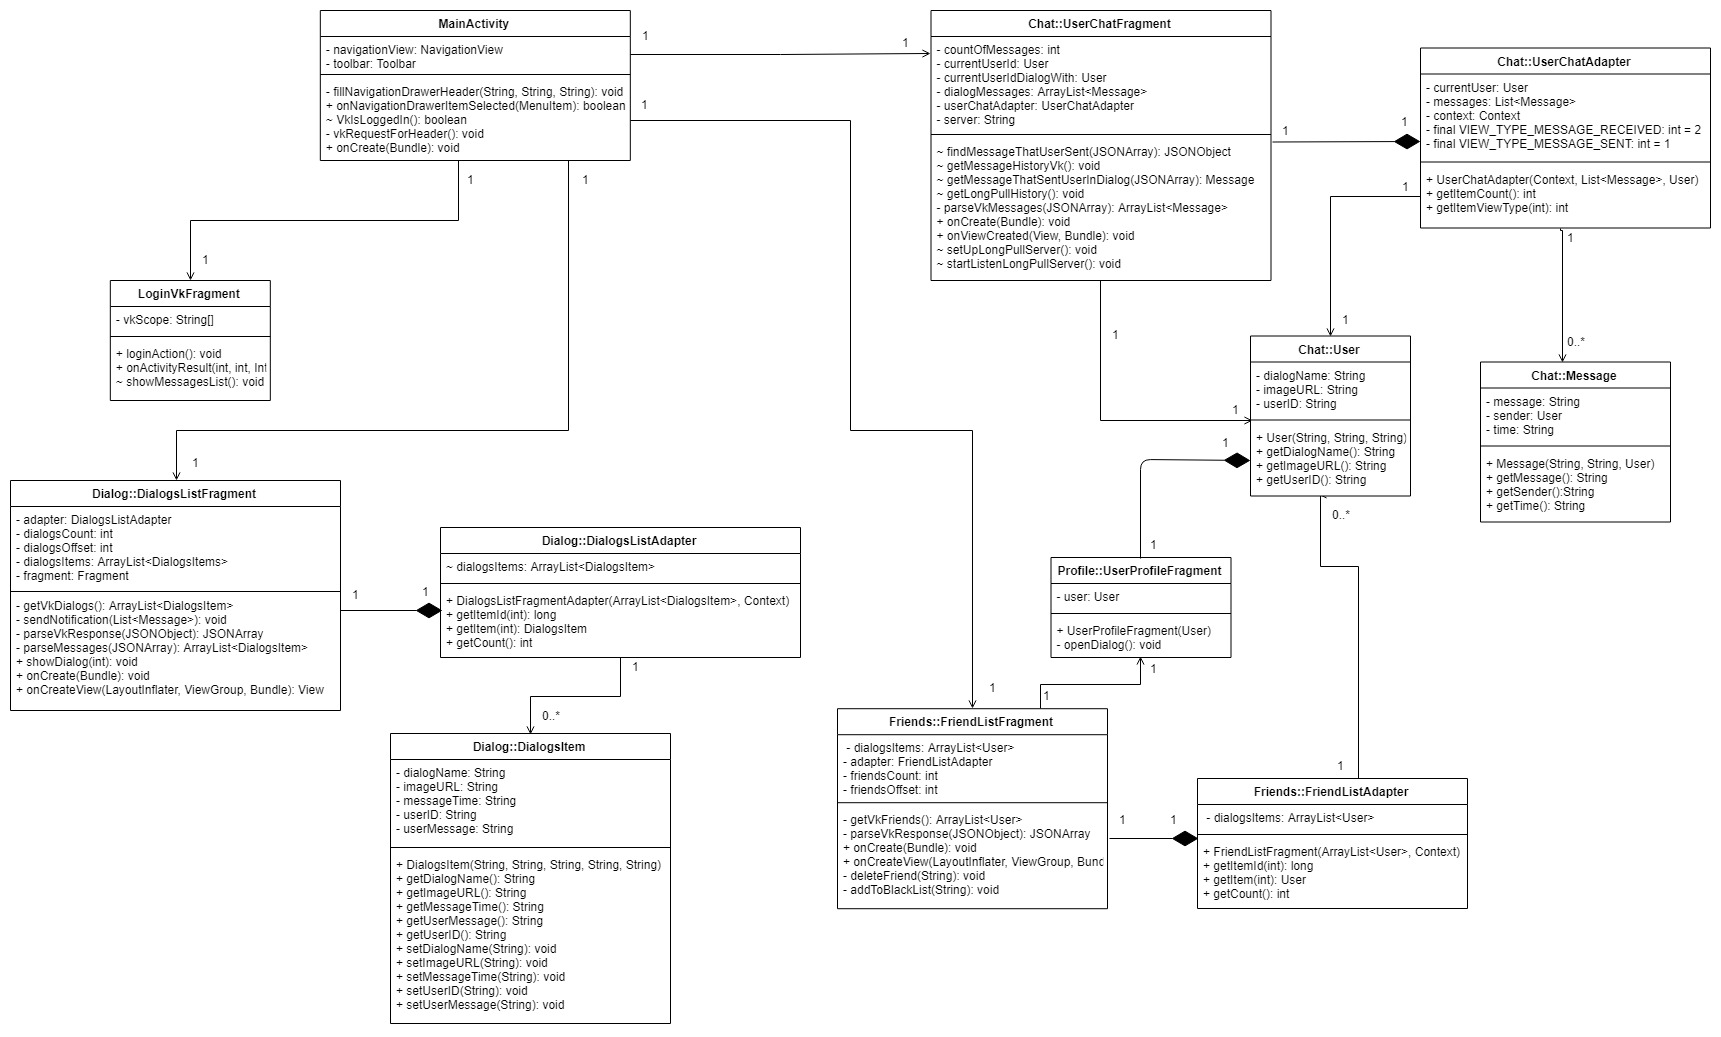 MainActivity
- navigationView: NavigationView
- toolbar: Toolbar
- fillNavigationDrawerHeader(String, String, String): void
+ onNavigationDrawerItemSelected(MenuItem): boolean
~ VkIsLoggedIn(): boolean
- vkRequestForHeader(): void
+ onCreate(Bundle): void
1
1
1
1
1
Chat::UserChatFragment
- countOfMessages: int
- currentUserId: User
- currentUserIdDialogWith: User
- dialogMessages: ArrayList<Message>
- userChatAdapter: UserChatAdapter
- server: String
~ findMessageThatUserSent(JSONArray): JSONObject
~ getMessageHistoryVk(): void
~ getMessageThatSentUserInDialog(JSONArray): Message
~ getLongPullHistory(): void
- parseVkMessages(JSONArray): ArrayList<Message>
+ onCreate(Bundle): void
+ onViewCreated(View, Bundle): void
~ setUpLongPullServer(): void
~ startListenLongPullServer(): void
1
1
Chat::UserChatAdapter
- currentUser: User
- messages: List<Message>
- context: Context
- final VIEW_TYPE_MESSAGE_RECEIVED: int = 2
- final VIEW_TYPE_MESSAGE_SENT: int = 1
+ UserChatAdapter(Context, List<Message>, User)
+ getItemCount(): int
+ getItemViewType(int): int
1
1
1
LoginVkFragment
- vkScope: String[]
+ loginAction(): void
+ onActivityResult(int, int, Int
~ showMessagesList(): void
1
1
1
0..*
Chat::User
- dialogName: String
- imageURL: String
- userID: String
+ User(String, String, String)
+ getDialogName(): String
+ getImageURL(): String
+ getUserID(): String
1
1
0..*
Chat::Message
- message: String
- sender: User
- time: String
+ Message(String, String, User)
+ getMessage(): String
+ getSender():String
+ getTime(): String
1
Dialog::DialogsListFragment
- adapter: DialogsListAdapter
- dialogsCount: int
- dialogsOffset: int
- dialogsItems: ArrayList<DialogsItems>
- fragment: Fragment
- getVkDialogs(): ArrayList<DialogsItem>
- sendNotification(List<Message>): void
- parseVkResponse(JSONObject): JSONArray
- parseMessages(JSONArray): ArrayList<DialogsItem>
+ showDialog(int): void
+ onCreate(Bundle): void
+ onCreateView(LayoutInflater, ViewGroup, Bundle): View
1
1
Dialog::DialogsListAdapter
~ dialogsItems: ArrayList<DialogsItem>
+ DialogsListFragmentAdapter(ArrayList<DialogsItem>, Context)
+ getItemId(int): long
+ getItem(int): DialogsItem
+ getCount(): int
1
0..*
Dialog::DialogsItem
- dialogName: String
- imageURL: String
- messageTime: String
- userID: String
- userMessage: String
+ DialogsItem(String, String, String, String, String)
+ getDialogName(): String
+ getImageURL(): String
+ getMessageTime(): String
+ getUserMessage(): String
+ getUserID(): String
+ setDialogName(String): void
+ setImageURL(String): void
+ setMessageTime(String): void
+ setUserID(String): void
+ setUserMessage(String): void
Profile::UserProfileFragment
- user: User
+ UserProfileFragment(User)
- openDialog(): void
1
1
1
Friends::FriendListFragment
- dialogsItems: ArrayList<User>
- adapter: FriendListAdapter
- friendsCount: int
- friendsOffset: int
- getVkFriends(): ArrayList<User>
- parseVkResponse(JSONObject): JSONArray
+ onCreate(Bundle): void
+ onCreateView(LayoutInflater, ViewGroup, Bund
- deleteFriend(String): void
- addToBlackList(String): void
1
1
1
Friends::FriendListAdapter
- dialogsItems: ArrayList<User>
+ FriendListFragment(ArrayList<User>, Context)
+ getItemId(int): long
+ getItem(int): User
+ getCount(): int